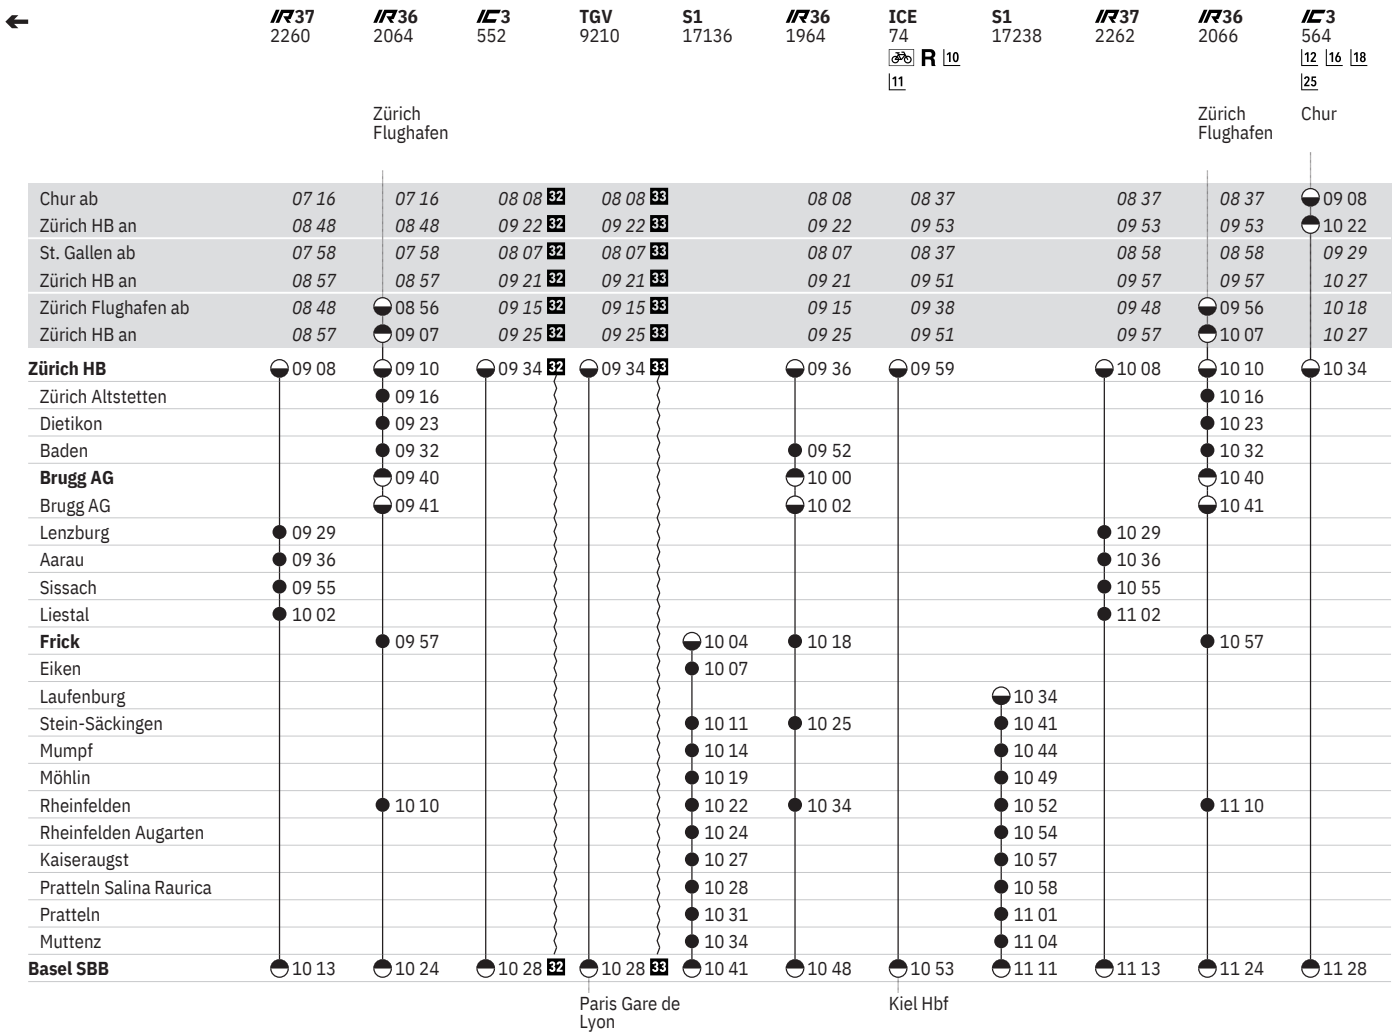 IR37 IR36 IC3 TGV S1 IR36 ICE S1 IR37 IR36 IC3
2260 2064 552 9210 17136 1964 74 17238 2262 2066 564
R 10 12 16 18
11 25
Zürich Zürich Chur
Flughafen Flughafen
Chur ab 07 16 07 16 08 08 32 08 08 33 08 08 08 37 08 37 08 37 09 08
Zürich HB an 08 48 08 48 09 22 32 09 22 33 09 22 09 53 09 53 09 53 10 22
St. Gallen ab 07 58 07 58 08 07 32 08 07 33 08 07 08 37 08 58 08 58 09 29
Zürich HB an 08 57 08 57 09 21 32 09 21 33 09 21 09 51 09 57 09 57 10 27
Zürich Flughafen ab 08 48 08 56 09 15 32 09 15 33 09 15 09 38 09 48 09 56 10 18
Zürich HB an 08 57 09 07 09 25 32 09 25 33 09 25 09 51 09 57 10 07 10 27
Zürich HB 09 08 09 10 09 34 32 09 34 33 09 36 09 59 10 08 10 10 10 34
Zürich Altstetten 09 16 10 16
Dietikon 09 23 10 23
Baden 09 32 09 52 10 32
Brugg AG 09 40 10 00 10 40
Brugg AG 09 41 10 02 10 41
Lenzburg 09 29 10 29
Aarau 09 36 10 36
Sissach 09 55 10 55
Liestal 10 02 11 02
Frick 09 57 10 04 10 18 10 57
Eiken 10 07
Laufenburg 10 34
Stein-Säckingen 10 11 10 25 10 41
Mumpf 10 14 10 44
Möhlin 10 19 10 49
Rheinfelden 10 10 10 22 10 34 10 52 11 10
Rheinfelden Augarten 10 24 10 54
Kaiseraugst 10 27 10 57
Pratteln Salina Raurica 10 28 10 58
Pratteln 10 31 11 01
Muttenz 10 34 11 04
Basel SBB 10 13 10 24 10 28 32 10 28 33 10 41 10 48 10 53 11 11 11 13 11 24 11 28
Paris Gare de Kiel Hbf
Lyon